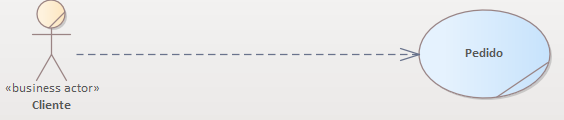 Pedido
«business actor»
Cliente